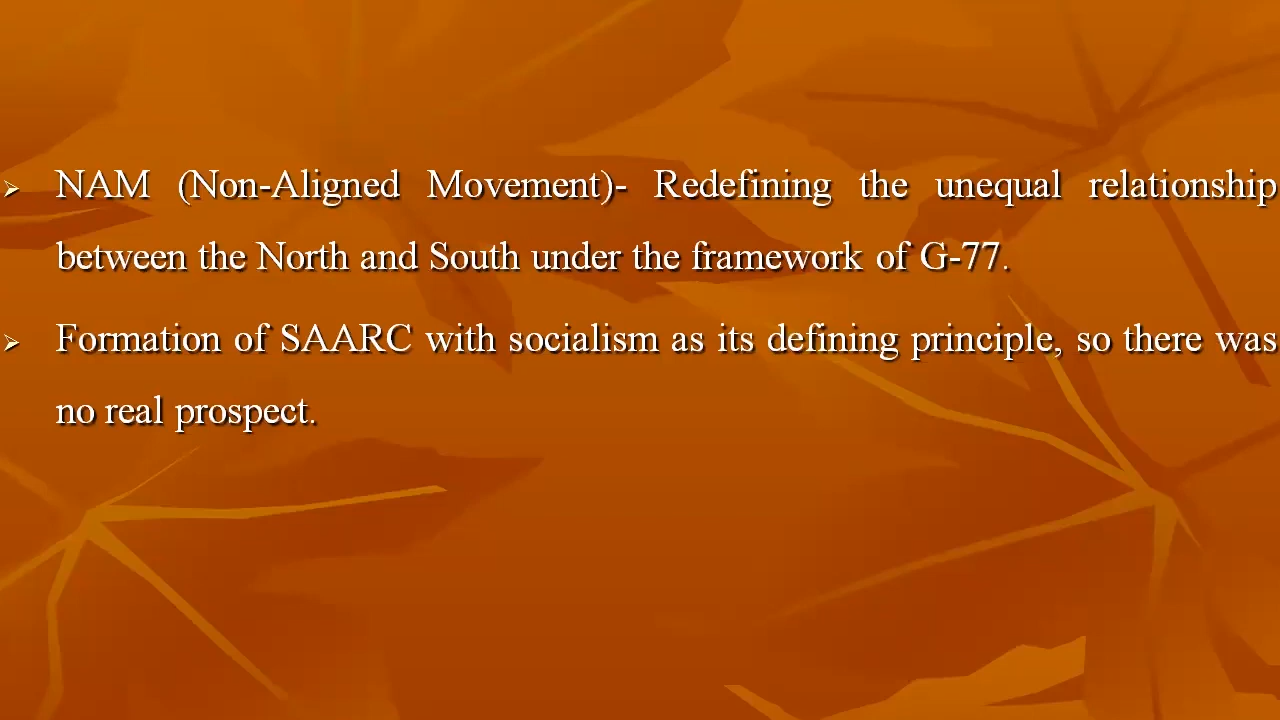 NAM (Non-Aligned Movement)- Redefining the unequal relationship
between the North and South under the framework of G-77.
Formation of SAARC with socialism as its defining principle, so there was
no real prospect.